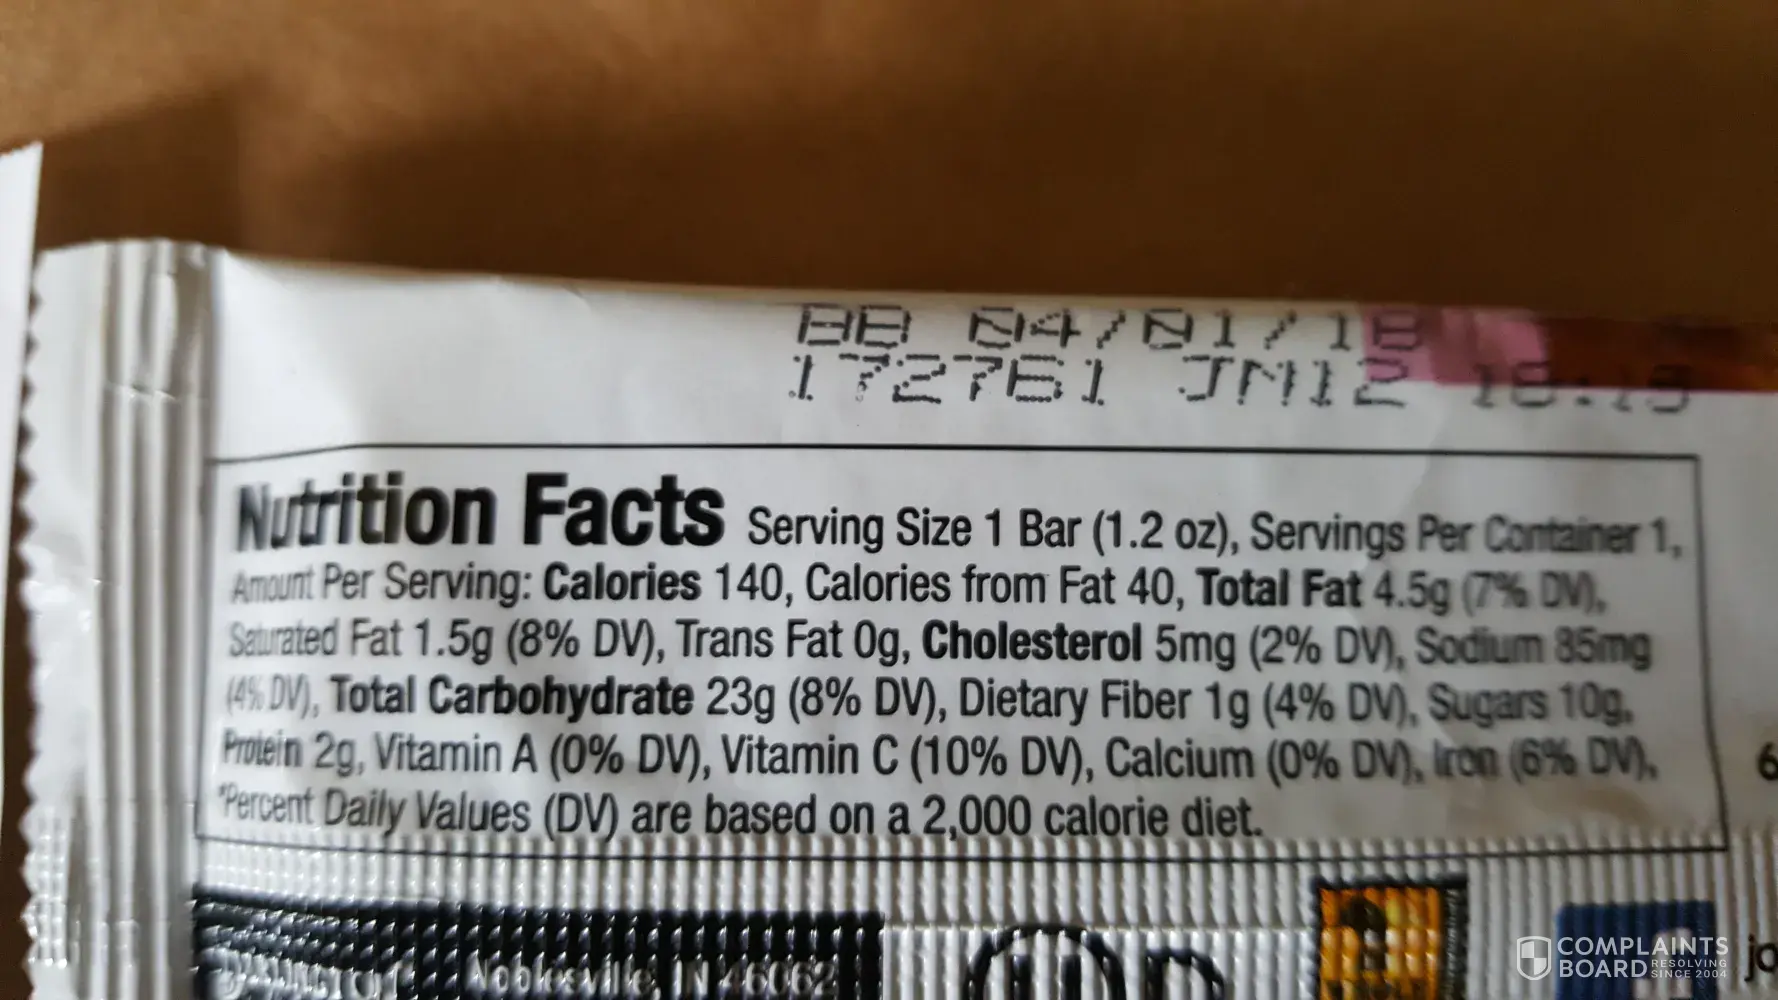 BB 04/01/18
172761 JM12
Nutrition Facts Serving Size 1 Bar (1.2 oz), Servings Per Container 1,
Amount Per Serving: Calories 140, Calories from Fat 40, Total Fat 4.5g (7% DV),
Saturated Fat 1.5g (8% DV), Trans Fat 0g, Cholesterol 5mg (2% DV), Sodium 85mg
(4% DV), Total Carbohydrate 23g (8% DV), Dietary Fiber 1g (4% DV), Sugars 10g,
Protein 2g, Vitamin A (0% DV), Vitamin C (10% DV), Calcium (0% DV), Iron (6% DV),
*Percent Daily Values (DV) are based on a 2,000 calorie diet.
6
Noblesville, IN 46062
jo
COMPLAINTS
BOARD RESOLVING
SINCE 2004